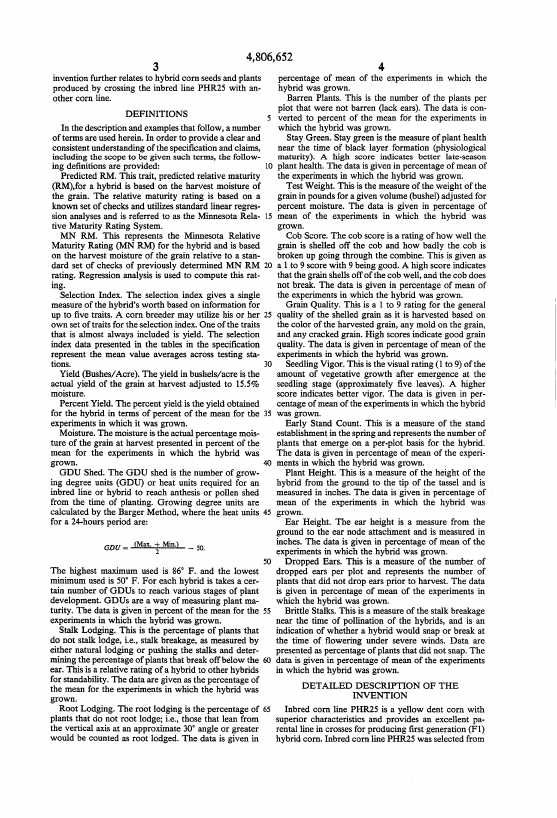 4,806,652
3
invention further relates to hybrid corn seeds and plants
produced by crossing the inbred line PHR25 with an-
other corn line.
DEFINITIONS
In the description and examples that follow, a number
of terms are used herein. In order to provide a clear and
consistent understanding of the specification and claims,
including the scope to be given such terms, the follow-
ing definitions are provided:
Predicted RM. This trait, predicted relative maturity
(RM),for a hybrid is based on the harvest moisture of
the grain. The relative maturity rating is based on a
known set of checks and utilizes standard linear regres-
sion analyses and is referred to as the Minnesota Rela-
tive Maturity Rating System.
MN RM. This represents the Minnesota Relative
Maturity Rating (MN RM) for the hybrid and is based
on the harvest moisture of the grain relative to a stan-
dard set of checks of previously determined MN RM
rating. Regression analysis is used to compute this rat-
ing.
Selection Index. The selection index gives a single
measure of the hybrid's worth based on information for
up to five traits. A corn breeder may utilize his or her
own set of traits for the selection index. One of the traits
that is almost always included is yield. The selection
index data presented in the tables in the specification
represent the mean value averages across testing sta-
tions.
Yield (Bushes/Acre). The yield in bushels/acre is the
actual yield of the grain at harvest adjusted to 15.5%
moisture.
Percent Yield. The percent yield is the yield obtained
for the hybrid in terms of percent of the mean for the
experiments in which it was grown.
Moisture. The moisture is the actual percentage mois-
ture of the grain at harvest presented in percent of the
mean for the experiments in which the hybrid was
grown.
GDU Shed. The GDU shed is the number of grow-
ing degree units (GDU) or heat units required for an
inbred line or hybrid to reach anthesis or pollen shed
from the time of planting. Growing degree units are
calculated by the Barger Method, where the heat units
for a 24-hours period are:
GDU = (Max. + Min.) / 2 − 50.
The highest maximum used is 86° F. and the lowest
minimum used is 50° F. For each hybrid is takes a cer-
tain number of GDUs to reach various stages of plant
development. GDUs are a way of measuring plant ma-
turity. The data is given in percent of the mean for the
experiments in which the hybrid was grown.
Stalk Lodging. This is the percentage of plants that
do not stalk lodge, i.e., stalk breakage, as measured by
either natural lodging or pushing the stalks and deter-
mining the percentage of plants that break off below the
ear. This is a relative rating of a hybrid to other hybrids
for standability. The data are given as the percentage of
the mean for the experiments in which the hybrid was
grown.
Root Lodging. The root lodging is the percentage of
plants that do not root lodge; i.e., those that lean from
the vertical axis at an approximate 30° angle or greater
would be counted as root lodged. The data is given in
5
10
15
20
25
30
35
40
45
50
55
60
65
4
percentage of mean of the experiments in which the
hybrid was grown.
Barren Plants. This is the number of the plants per
plot that were not barren (lack ears). The data is con-
verted to percent of the mean for the experiments in
which the hybrid was grown.
Stay Green. Stay green is the measure of plant health
near the time of black layer formation (physiological
maturity). A high score indicates better late-season
plant health. The data is given in percentage of mean of
the experiments in which the hybrid was grown.
Test Weight. This is the measure of the weight of the
grain in pounds for a given volume (bushel) adjusted for
percent moisture. The data is given in percentage of
mean of the experiments in which the hybrid was
grown.
Cob Score. The cob score is a rating of how well the
grain is shelled off the cob and how badly the cob is
broken up going through the combine. This is given as
a 1 to 9 score with 9 being good. A high score indicates
that the grain shells off of the cob well, and the cob does
not break. The data is given in percentage of mean of
the experiments in which the hybrid was grown.
Grain Quality. This is a 1 to 9 rating for the general
quality of the shelled grain as it is harvested based on
the color of the harvested grain, any mold on the grain,
and any cracked grain. High scores indicate good grain
quality. The data is given in percentage of mean of the
experiments in which the hybrid was grown.
Seedling Vigor. This is the visual rating (1 to 9) of the
amount of vegetative growth after emergence at the
seedling stage (approximately five leaves). A higher
score indicates better vigor. The data is given in per-
centage of mean of the experiments in which the hybrid
was grown.
Early Stand Count. This is a measure of the stand
establishment in the spring and represents the number of
plants that emerge on a per-plot basis for the hybrid.
The data is given in percentage of mean of the experi-
ments in which the hybrid was grown.
Plant Height. This is a measure of the height of the
hybrid from the ground to the tip of the tassel and is
measured in inches. The data is given in percentage of
mean of the experiments in which the hybrid was
grown.
Ear Height. The ear height is a measure from the
ground to the ear node attachment and is measured in
inches. The data is given in percentage of mean of the
experiments in which the hybrid was grown.
Dropped Ears. This is a measure of the number of
dropped ears per plot and represents the number of
plants that did not drop ears prior to harvest. The data
is given in percentage of mean of experiments in
which the hybrid was grown.
Brittle Stalks. This is a measure of the stalk breakage
near the time of pollination of the hybrids, and is an
indication of whether a hybrid would snap or break at
the time of flowering under severe winds. Data are
presented as percentage of plants that did not snap. The
data is given in percentage of mean of the experiments
in which the hybrid was grown.
DETAILED DESCRIPTION OF THE
INVENTION
Inbred corn line PHR25 is a yellow dent corn with
superior characteristics and provides an excellent pa-
rental line in crosses for producing first generation (F1)
hybrid corn. Inbred corn line PHR25 was selected from